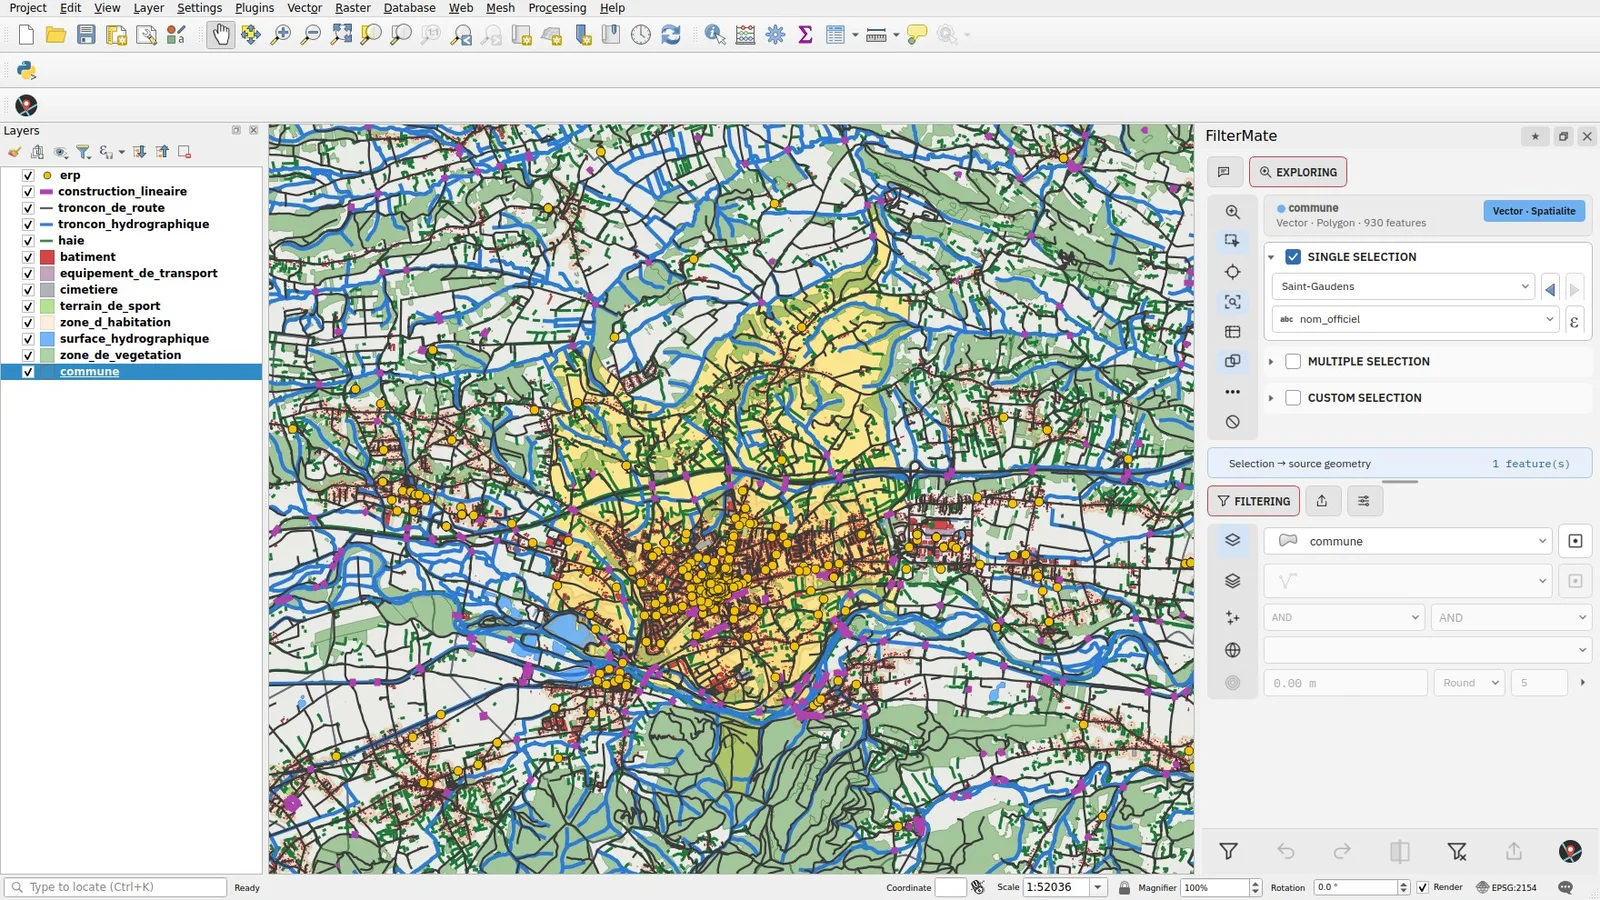 Project Edit View Layer Settings Plugins Vector Raster Database Web Mesh Processing Help
Layers
erp
construction_lineaire
troncon_de_route
troncon_hydrographique
haie
batiment
equipement_de_transport
cimetiere
terrain_de_sport
zone_d_habitation
surface_hydrographique
zone_de_vegetation
commune
FilterMate
EXPLORING
commune
Vector · Polygon · 930 features
Vector · Spatialite
SINGLE SELECTION
Saint-Gaudens
abc nom_officiel
ε
MULTIPLE SELECTION
CUSTOM SELECTION
Selection → source geometry 1 feature(s)
FILTERING
commune
AND AND
0.00 m Round 5
Type to locate (Ctrl+K) Ready Coordinate Scale 1:52036 Magnifier 100% Rotation 0.0 ° Render EPSG:2154